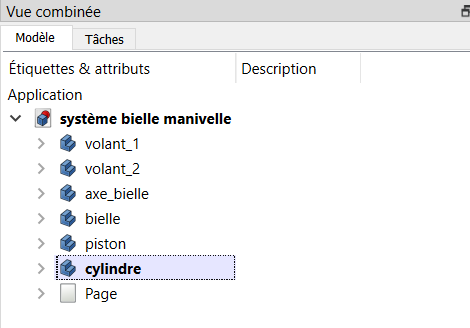 Vue combinée
Modèle Tâches
Étiquettes & attributs Description
Application
système bielle manivelle
volant_1
volant_2
axe_bielle
bielle
piston
cylindre
Page